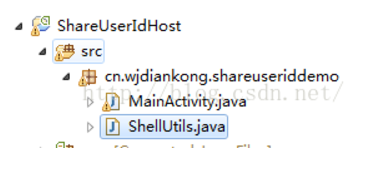 ShareUserIdHost
src
cn.wjdiankong.shareuseriddemo
http://blog.csdn.net/
MainActivity.java
ShellUtils.java